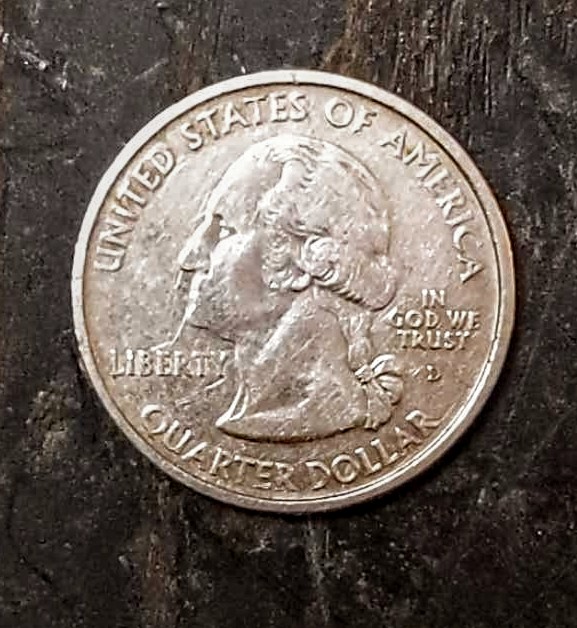 UNITED STATES OF AMERICA
LIBERTY
IN
GOD WE
TRUST
D
QUARTER DOLLAR